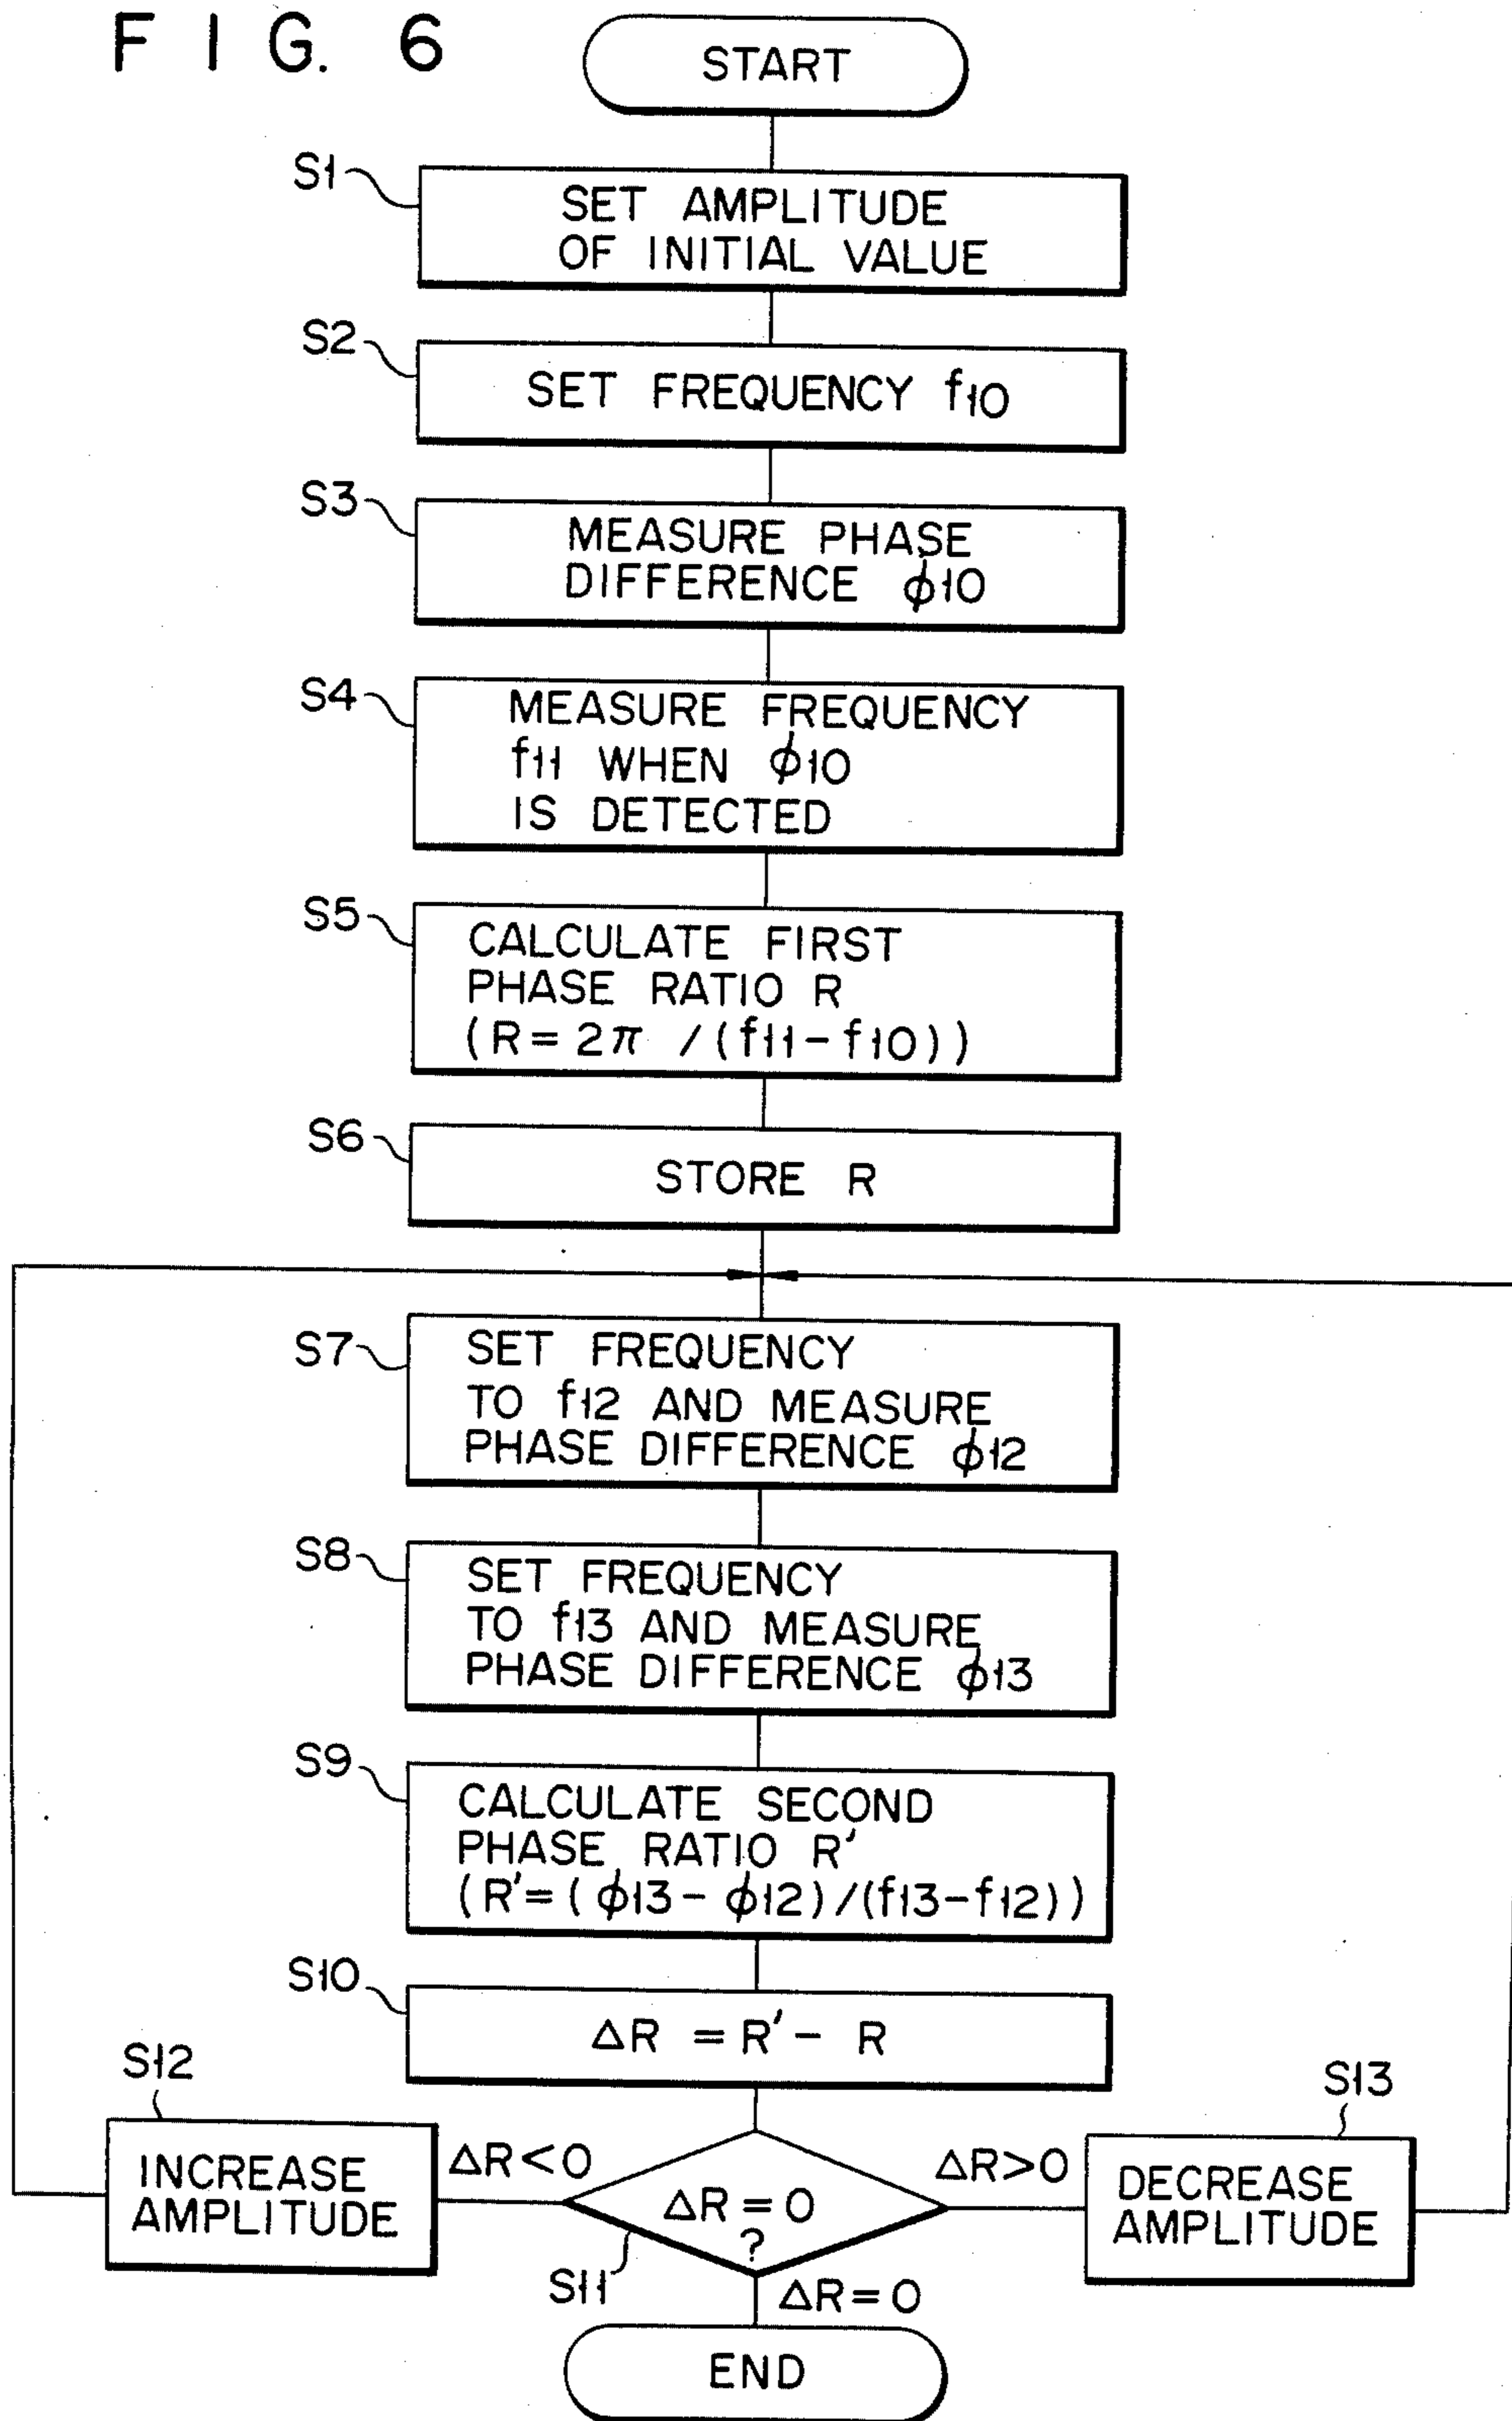 FIG. 6
START
S1
SET AMPLITUDE
OF INITIAL VALUE
S2
SET FREQUENCY f10
S3
MEASURE PHASE
DIFFERENCE ϕ10
S4
MEASURE FREQUENCY
f11 WHEN ϕ10
IS DETECTED
S5
CALCULATE FIRST
PHASE RATIO R
(R=2π /(f11-f10))
S6
STORE R
S7
SET FREQUENCY
TO f12 AND MEASURE
PHASE DIFFERENCE ϕ12
S8
SET FREQUENCY
TO f13 AND MEASURE
PHASE DIFFERENCE ϕ13
S9
CALCULATE SECOND
PHASE RATIO R'
(R'=(ϕ13-ϕ12)/(f13-f12))
S10
ΔR = R' - R
S12
INCREASE
AMPLITUDE
ΔR<0
ΔR=0
?
S11
ΔR>0
S13
DECREASE
AMPLITUDE
ΔR=0
END